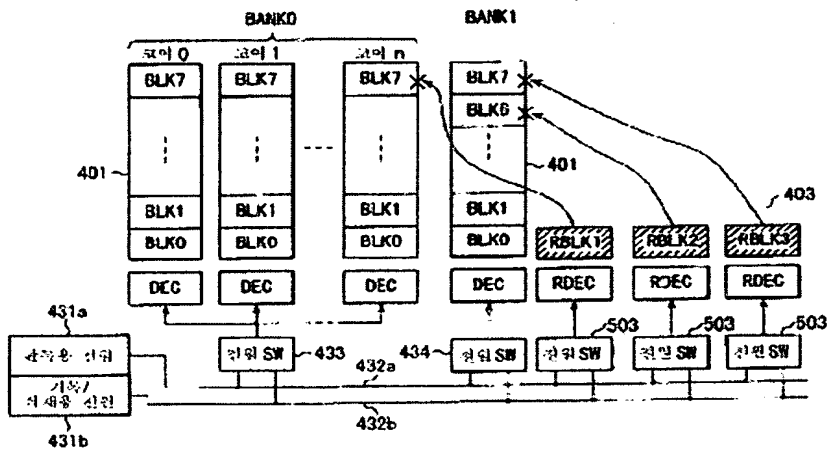 BANK0
BANK1
코어 0
코어 1
코어 n
BLK7
BLK7
BLK7
BLK7
BLK6
401
401
403
BLK1
BLK1
BLK1
BLK1
BLK0
BLK0
BLK0
BLK0
RBLK1
RBLK2
RBLK3
DEC
DEC
DEC
DEC
RDEC
RDEC
RDEC
431a
503
503
503
판독용 전원
전원 SW
433
434
전원 SW
전원 SW
전원 SW
전원 SW
432a
기록/
소거용 전원
432b
431b